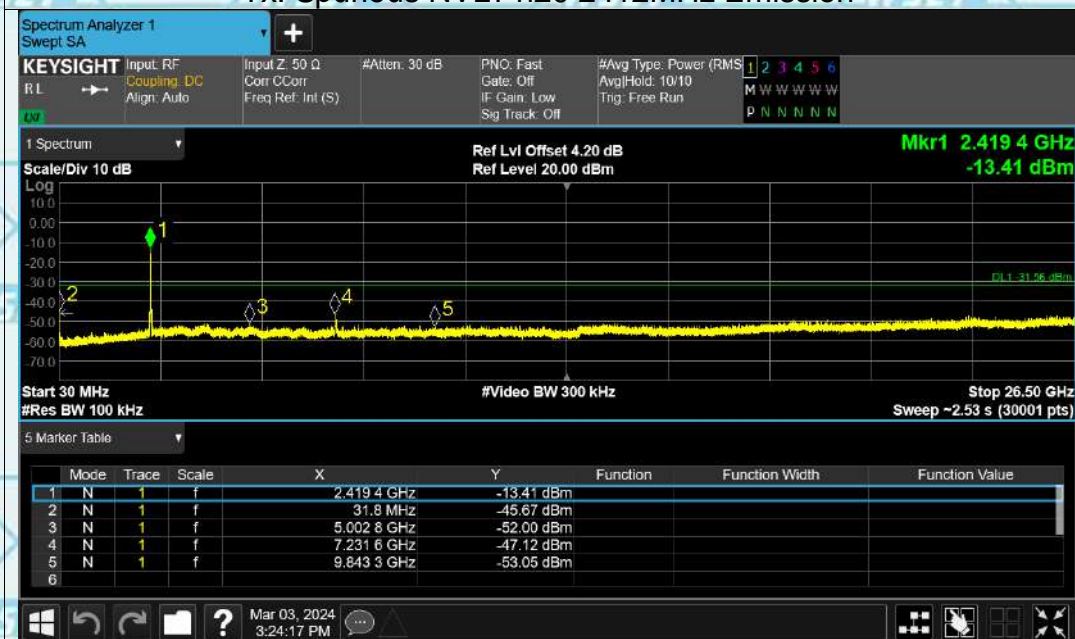 Tx. Spurious NVLT n20 2412MHz Emission
Spectrum Analyzer 1
Swept SA
+
KEYSIGHT Input: RF Input Z: 50 Ω #Atten: 30 dB PNO: Fast #Avg Type: Power (RMS 1 2 3 4 5 6
RL Coupling: DC Corr CCorr Gate: Off Avg|Hold: 10/10 M W W W W W
Align: Auto Freq Ref: Int (S) IF Gain: Low Trig: Free Run
LXI Sig Track: Off P N N N N N
1 Spectrum Ref Lvl Offset 4.20 dB Mkr1 2.419 4 GHz
Scale/Div 10 dB Ref Level 20.00 dBm -13.41 dBm
Log
10.0
0.00
1
-10.0
-20.0
DL1 -31.56 dBm
-30.0
2
-40.0
3 4 5
-50.0
-60.0
-70.0
Start 30 MHz #Video BW 300 kHz Stop 26.50 GHz
#Res BW 100 kHz Sweep ~2.53 s (30001 pts)
5 Marker Table
Mode Trace Scale X Y Function Function Width Function Value
1 N 1 f 2.419 4 GHz -13.41 dBm
2 N 1 f 31.8 MHz -45.67 dBm
3 N 1 f 5.002 8 GHz -52.00 dBm
4 N 1 f 7.231 6 GHz -47.12 dBm
5 N 1 f 9.843 3 GHz -53.05 dBm
6
? Mar 03, 2024
3:24:17 PM